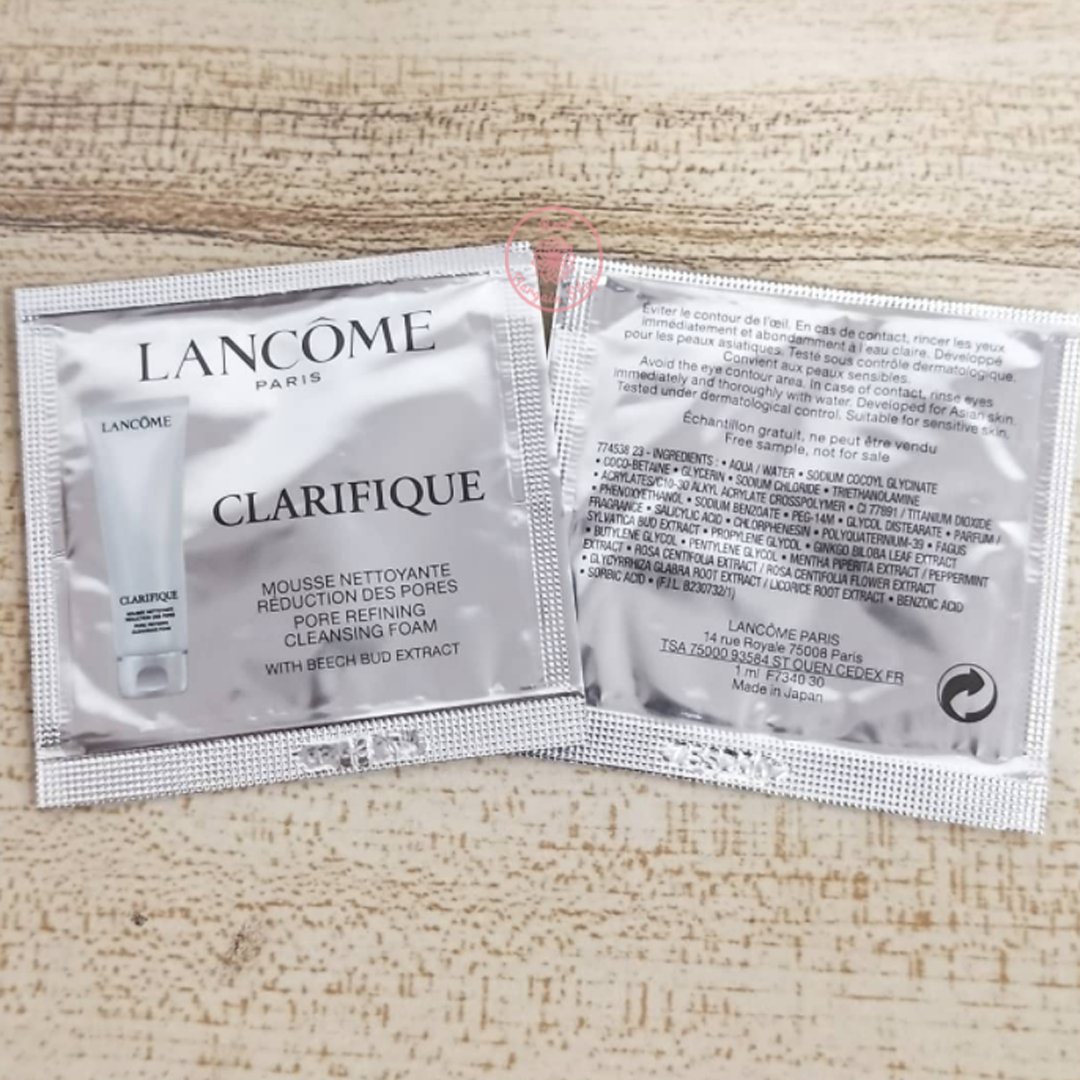 LANCÔME
PARIS
LANCÔME
CLARIFIQUE
CLARIFIQUE
MOUSSE NETTOYANTE
RÉDUCTION DES PORES
PORE REFINING
CLEANSING FOAM
MOUSSE NETTOYANTE
RÉDUCTION DES PORES
PORE REFINING
CLEANSING FOAM
WITH BEECH BUD EXTRACT
Éviter le contour de l'œil. En cas de contact, rincer les yeux
immédiatement et abondamment à l'eau claire. Développé
pour les peaux asiatiques. Testé sous contrôle dermatologique.
Convient aux peaux sensibles.
Avoid the eye contour area. In case of contact, rinse eyes
immediately and thoroughly with water. Developed for Asian skin.
Tested under dermatological control. Suitable for sensitive skin.
Échantillon gratuit, ne peut être vendu
Free sample, not for sale
774538 23 - INGREDIENTS : • AQUA / WATER • SODIUM COCOYL GLYCINATE
• COCO-BETAINE • GLYCERIN • SODIUM CHLORIDE • TRIETHANOLAMINE
• ACRYLATES/C10-30 ALKYL ACRYLATE CROSSPOLYMER • CI 77891 / TITANIUM DIOXIDE
• PHENOXYETHANOL • SODIUM BENZOATE • PEG-14M • GLYCOL DISTEARATE • PARFUM /
FRAGRANCE • SALICYLIC ACID • CHLORPHENESIN • POLYQUATERNIUM-39 • FAGUS
SYLVATICA BUD EXTRACT • PROPYLENE GLYCOL • GINKGO BILOBA LEAF EXTRACT
• BUTYLENE GLYCOL • PENTYLENE GLYCOL • MENTHA PIPERITA EXTRACT / PEPPERMINT
EXTRACT • ROSA CENTIFOLIA EXTRACT / ROSA CENTIFOLIA FLOWER EXTRACT
• GLYCYRRHIZA GLABRA ROOT EXTRACT / LICORICE ROOT EXTRACT • BENZOIC ACID
• SORBIC ACID • (F.I.L. B230732/1)
LANCÔME PARIS
14 rue Royale 75008 Paris
TSA 75000 93584 ST OUEN CEDEX FR
1 ml F7340 30
Made in Japan